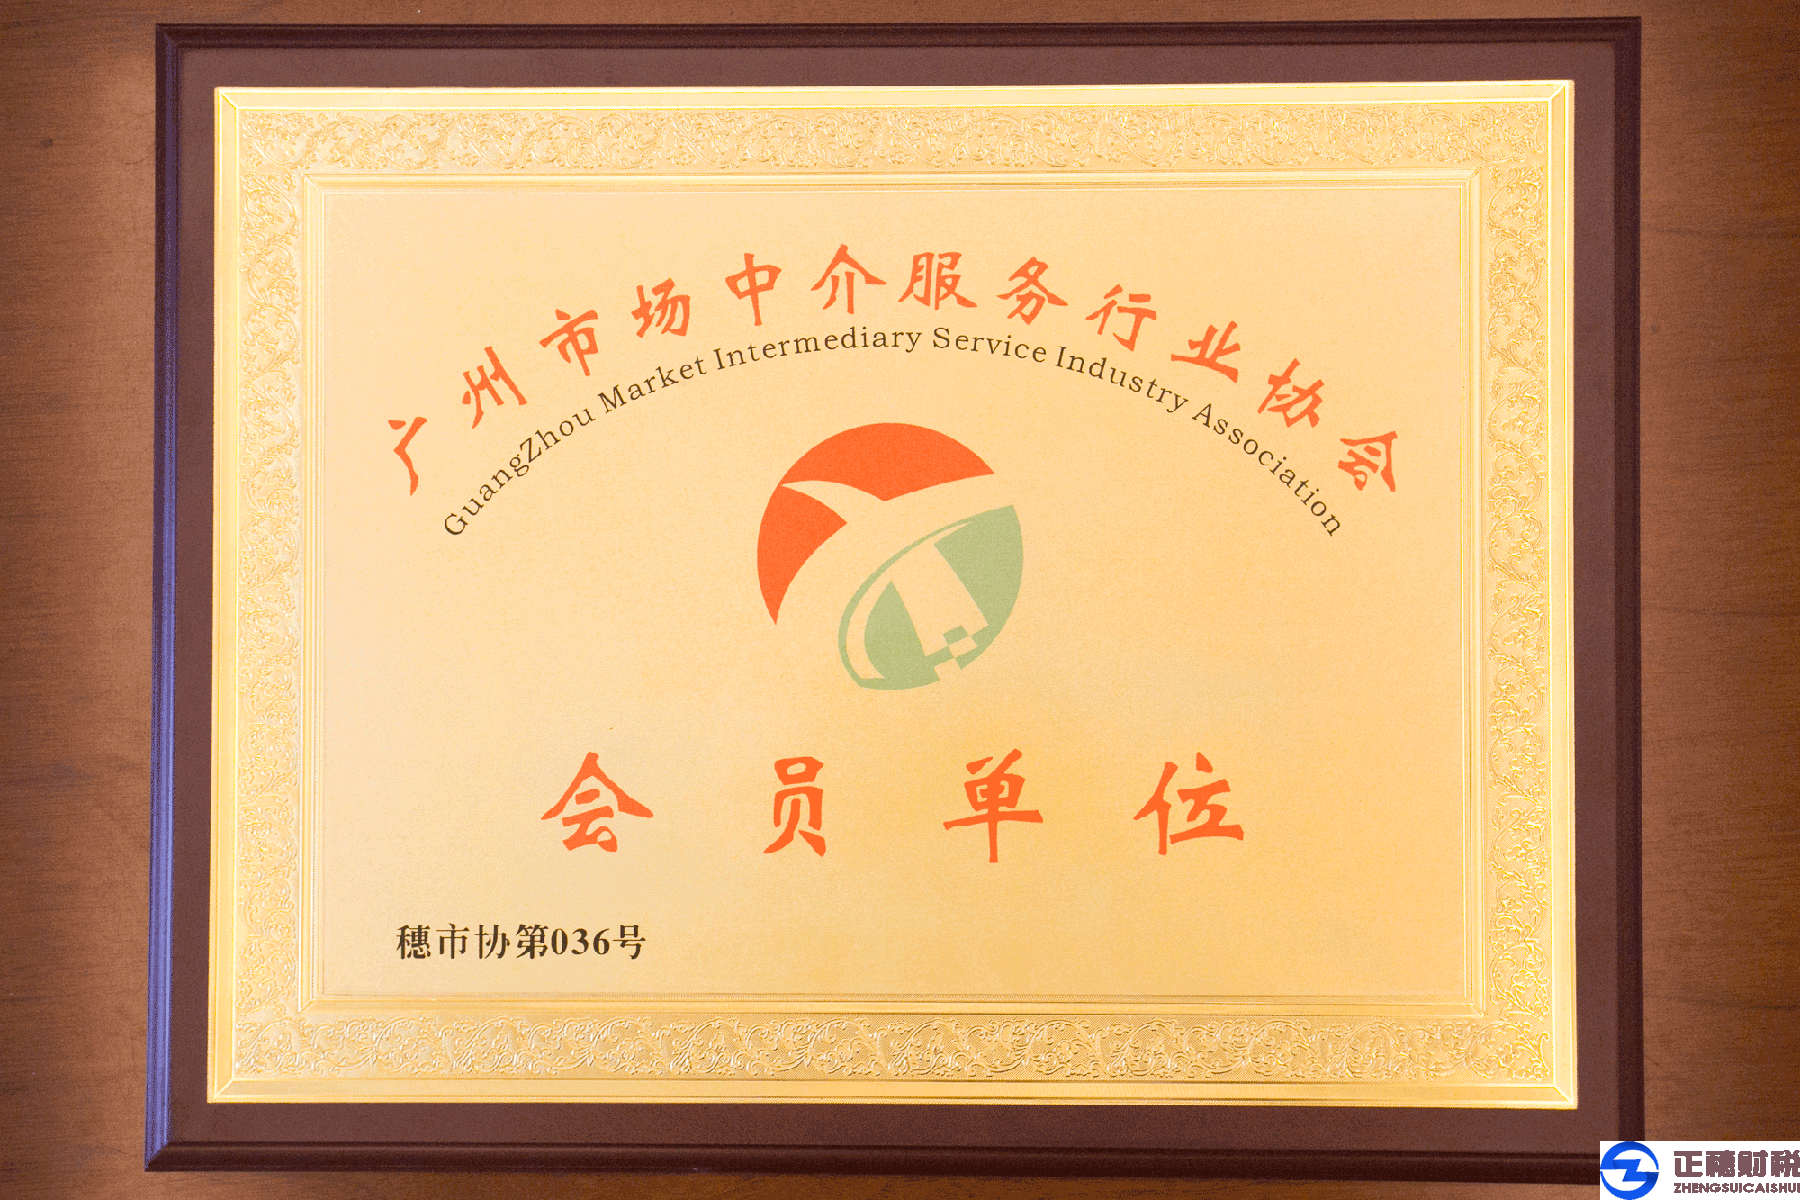 广州市场中介服务行业协会
GuangZhou Market Intermediary Service Industry Association
会员单位
穗市协第036号
正穗财税
ZHENGSUICAISHUI